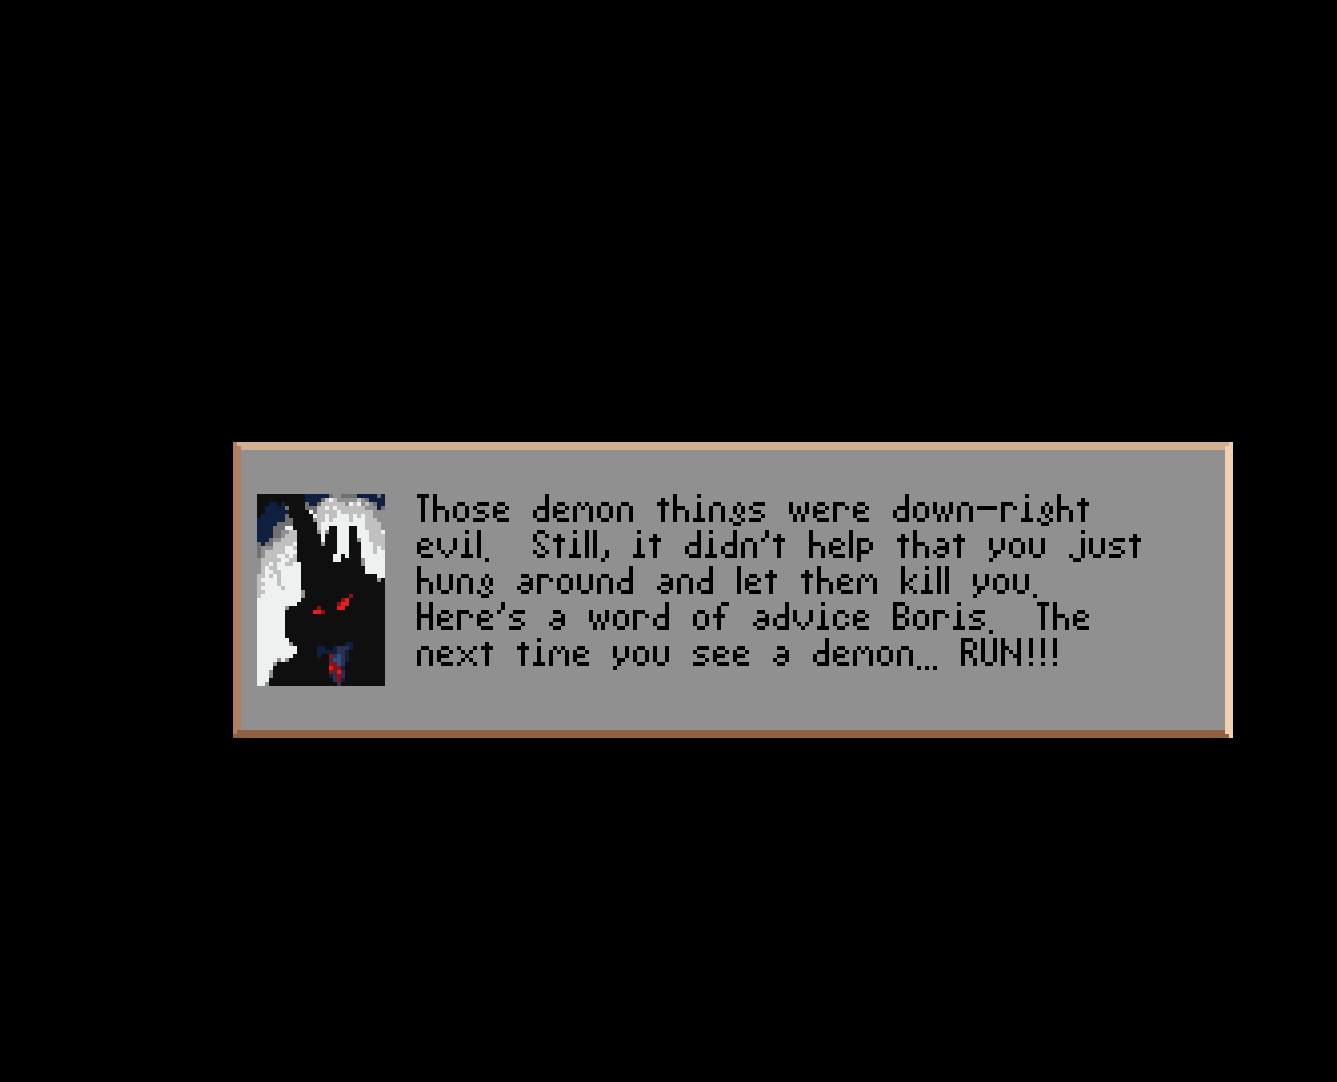 Those demon things were down-right
evil.  Still, it didn't help that you just
hung around and let them kill you.
Here's a word of advice Boris.  The
next time you see a demon... RUN!!!